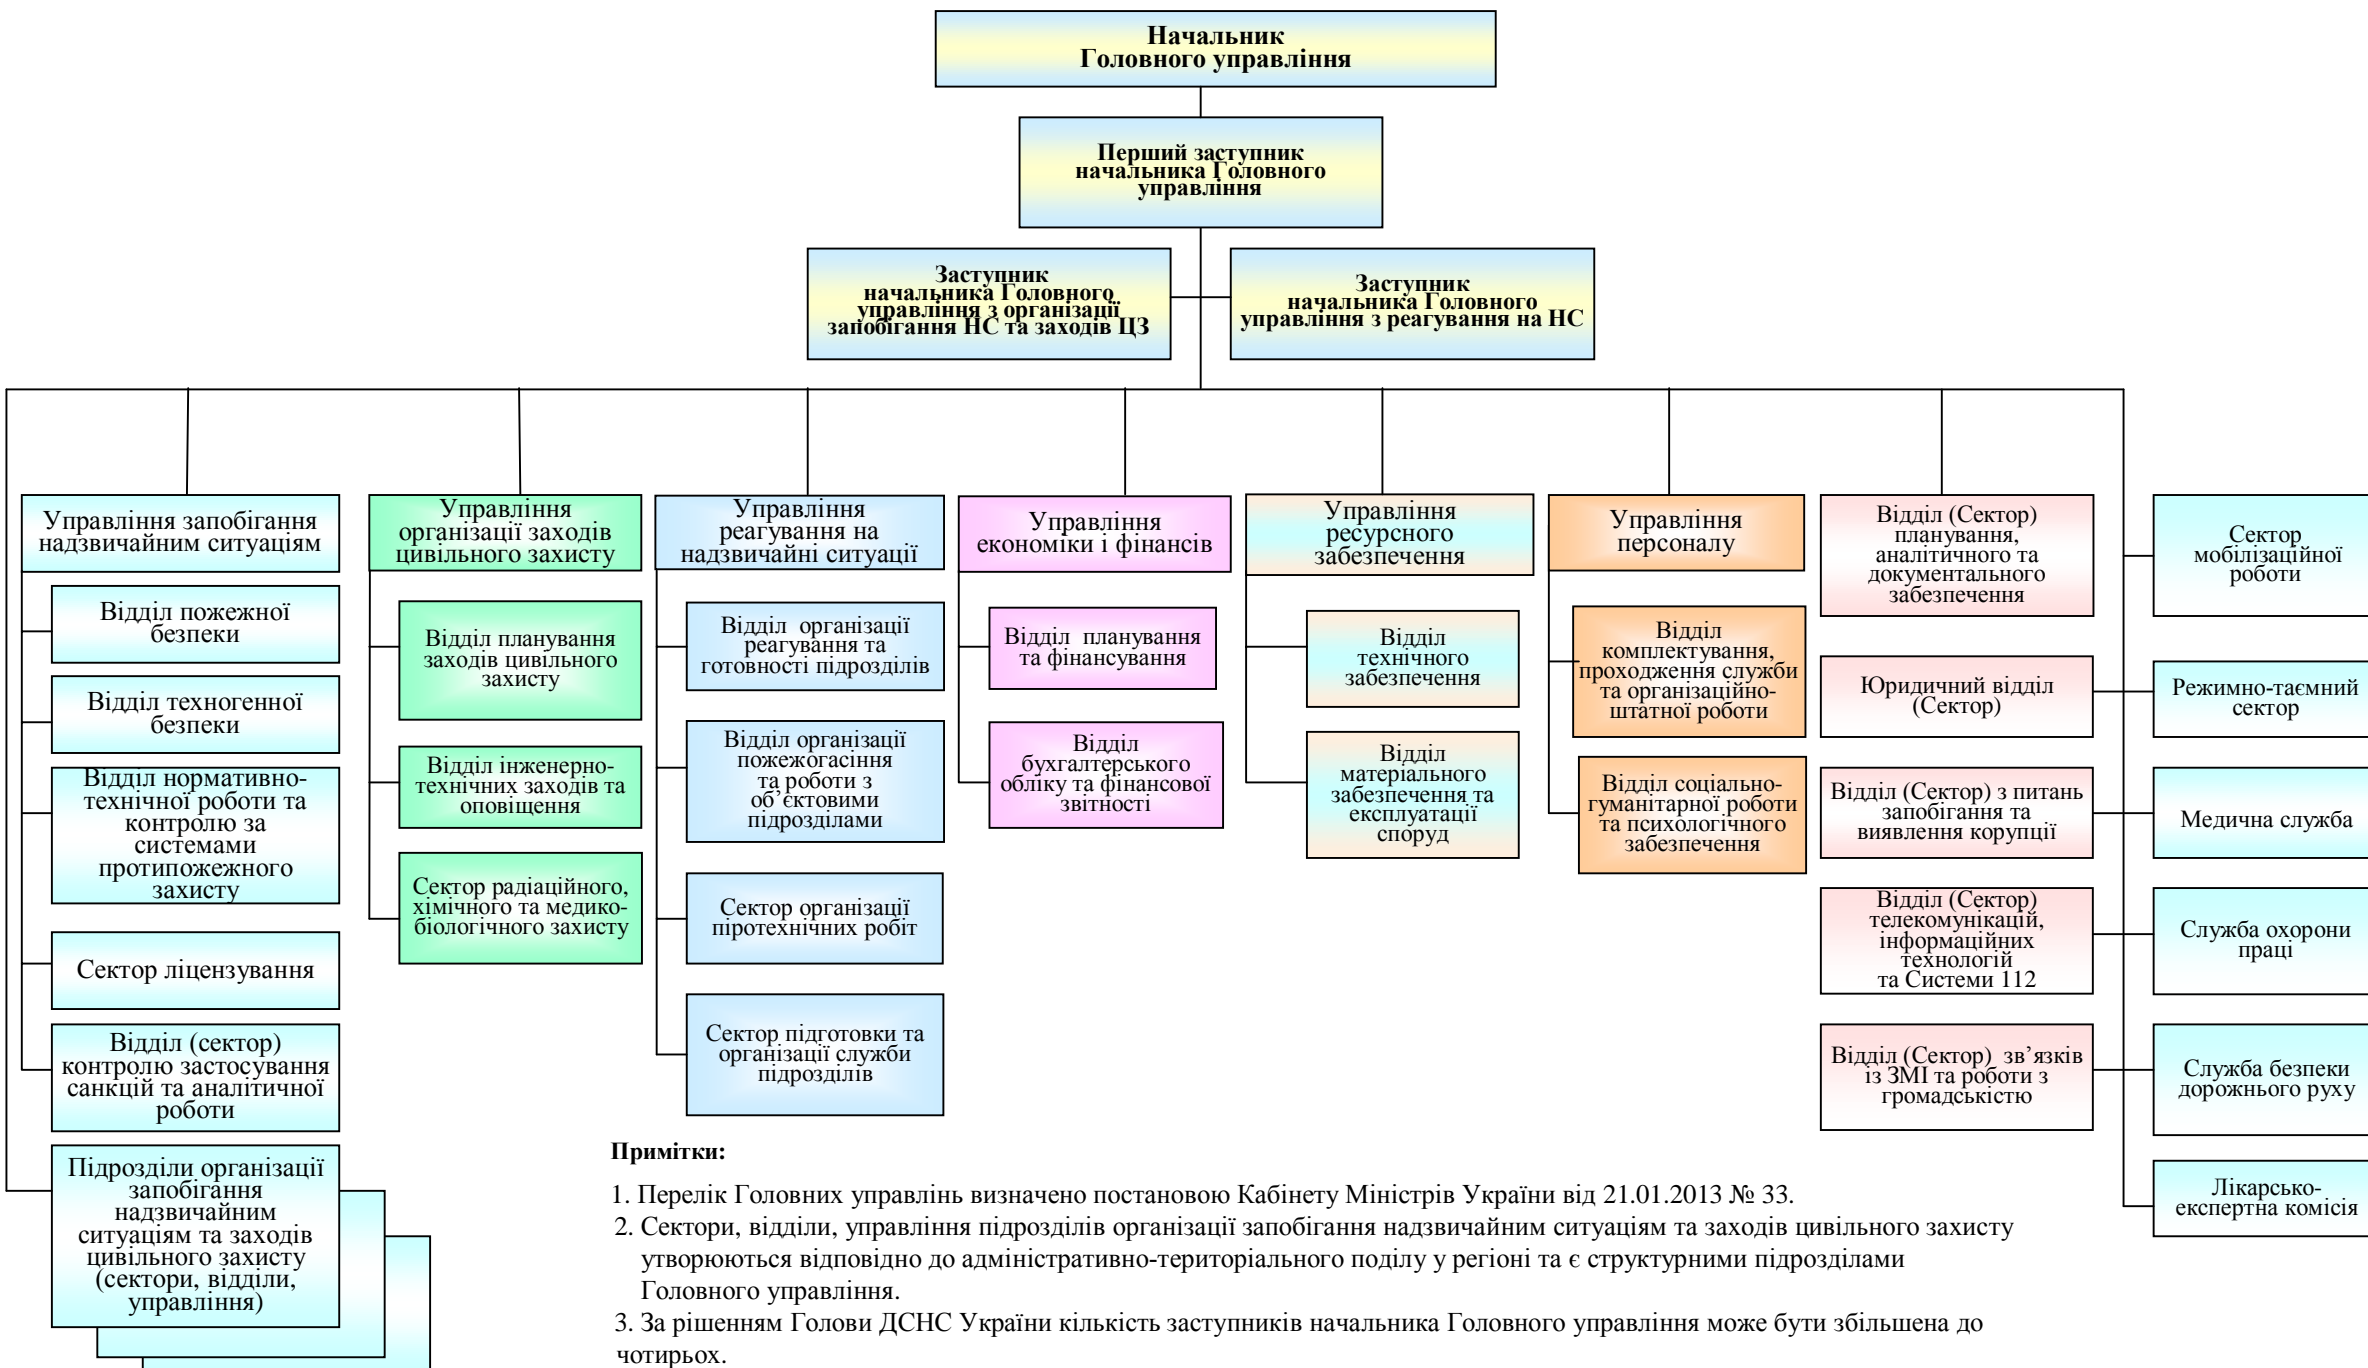 Начальник
Головного управління
Перший заступник
начальника Головного
управління
Заступник
начальника Головного
управління з організації
запобігання НС та заходів ЦЗ
Заступник
начальника Головного
управління з реагування на НС
Управління запобігання
надзвичайним ситуаціям
Відділ пожежної
безпеки
Відділ техногенної
безпеки
Відділ нормативно-
технічної роботи та
контролю за
системами
протипожежного
захисту
Сектор ліцензування
Відділ (сектор)
контролю застосування
санкцій та аналітичної
роботи
Підрозділи організації
запобігання
надзвичайним
ситуаціям та заходів
цивільного захисту
(сектори, відділи,
управління)
Управління
організації заходів
цивільного захисту
Відділ планування
заходів цивільного
захисту
Відділ інженерно-
технічних заходів та
оповіщення
Сектор радіаційного,
хімічного та медико-
біологічного захисту
Управління
реагування на
надзвичайні ситуації
Відділ організації
реагування та
готовності підрозділів
Відділ організації
пожежогасіння
та роботи з
об’єктовими
підрозділами
Сектор організації
піротехнічних робіт
Сектор підготовки та
організації служби
підрозділів
Управління
економіки і фінансів
Відділ планування
та фінансування
Відділ
бухгалтерського
обліку та фінансової
звітності
Управління
ресурсного
забезпечення
Відділ
технічного
забезпечення
Відділ
матеріального
забезпечення та
експлуатації
споруд
Управління
персоналу
Відділ
комплектування,
проходження служби
та організаційно-
штатної роботи
Відділ соціально-
гуманітарної роботи
та психологічного
забезпечення
Відділ (Сектор)
планування,
аналітичного та
документального
забезпечення
Юридичний відділ
(Сектор)
Відділ (Сектор) з питань
запобігання та
виявлення корупції
Відділ (Сектор)
телекомунікацій,
інформаційних
технологій
та Системи 112
Відділ (Сектор) зв’язків
із ЗМІ та роботи з
громадськістю
Сектор
мобілізаційної
роботи
Режимно-таємний
сектор
Медична служба
Служба охорони
праці
Служба безпеки
дорожнього руху
Лікарсько-
експертна комісія
Примітки:
1. Перелік Головних управлінь визначено постановою Кабінету Міністрів України від 21.01.2013 № 33.
2. Сектори, відділи, управління підрозділів організації запобігання надзвичайним ситуаціям та заходів цивільного захисту
утворюються відповідно до адміністративно-територіального поділу у регіоні та є структурними підрозділами
Головного управління.
3. За рішенням Голови ДСНС України кількість заступників начальника Головного управління може бути збільшена до
чотирьох.